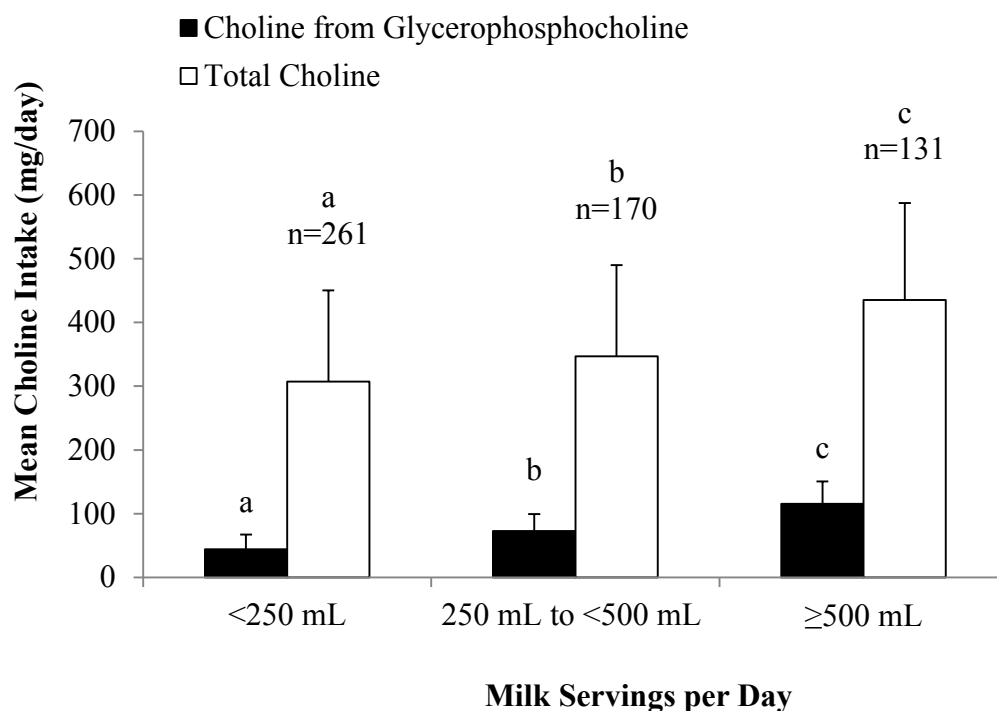 Choline from Glycerophosphocholine
Total Choline
Mean Choline Intake (mg/day)
700
600
500
400
300
200
100
0
a
n=261
b
n=170
c
n=131
a
b
c
<250 mL
250 mL to <500 mL
≥500 mL
Milk Servings per Day